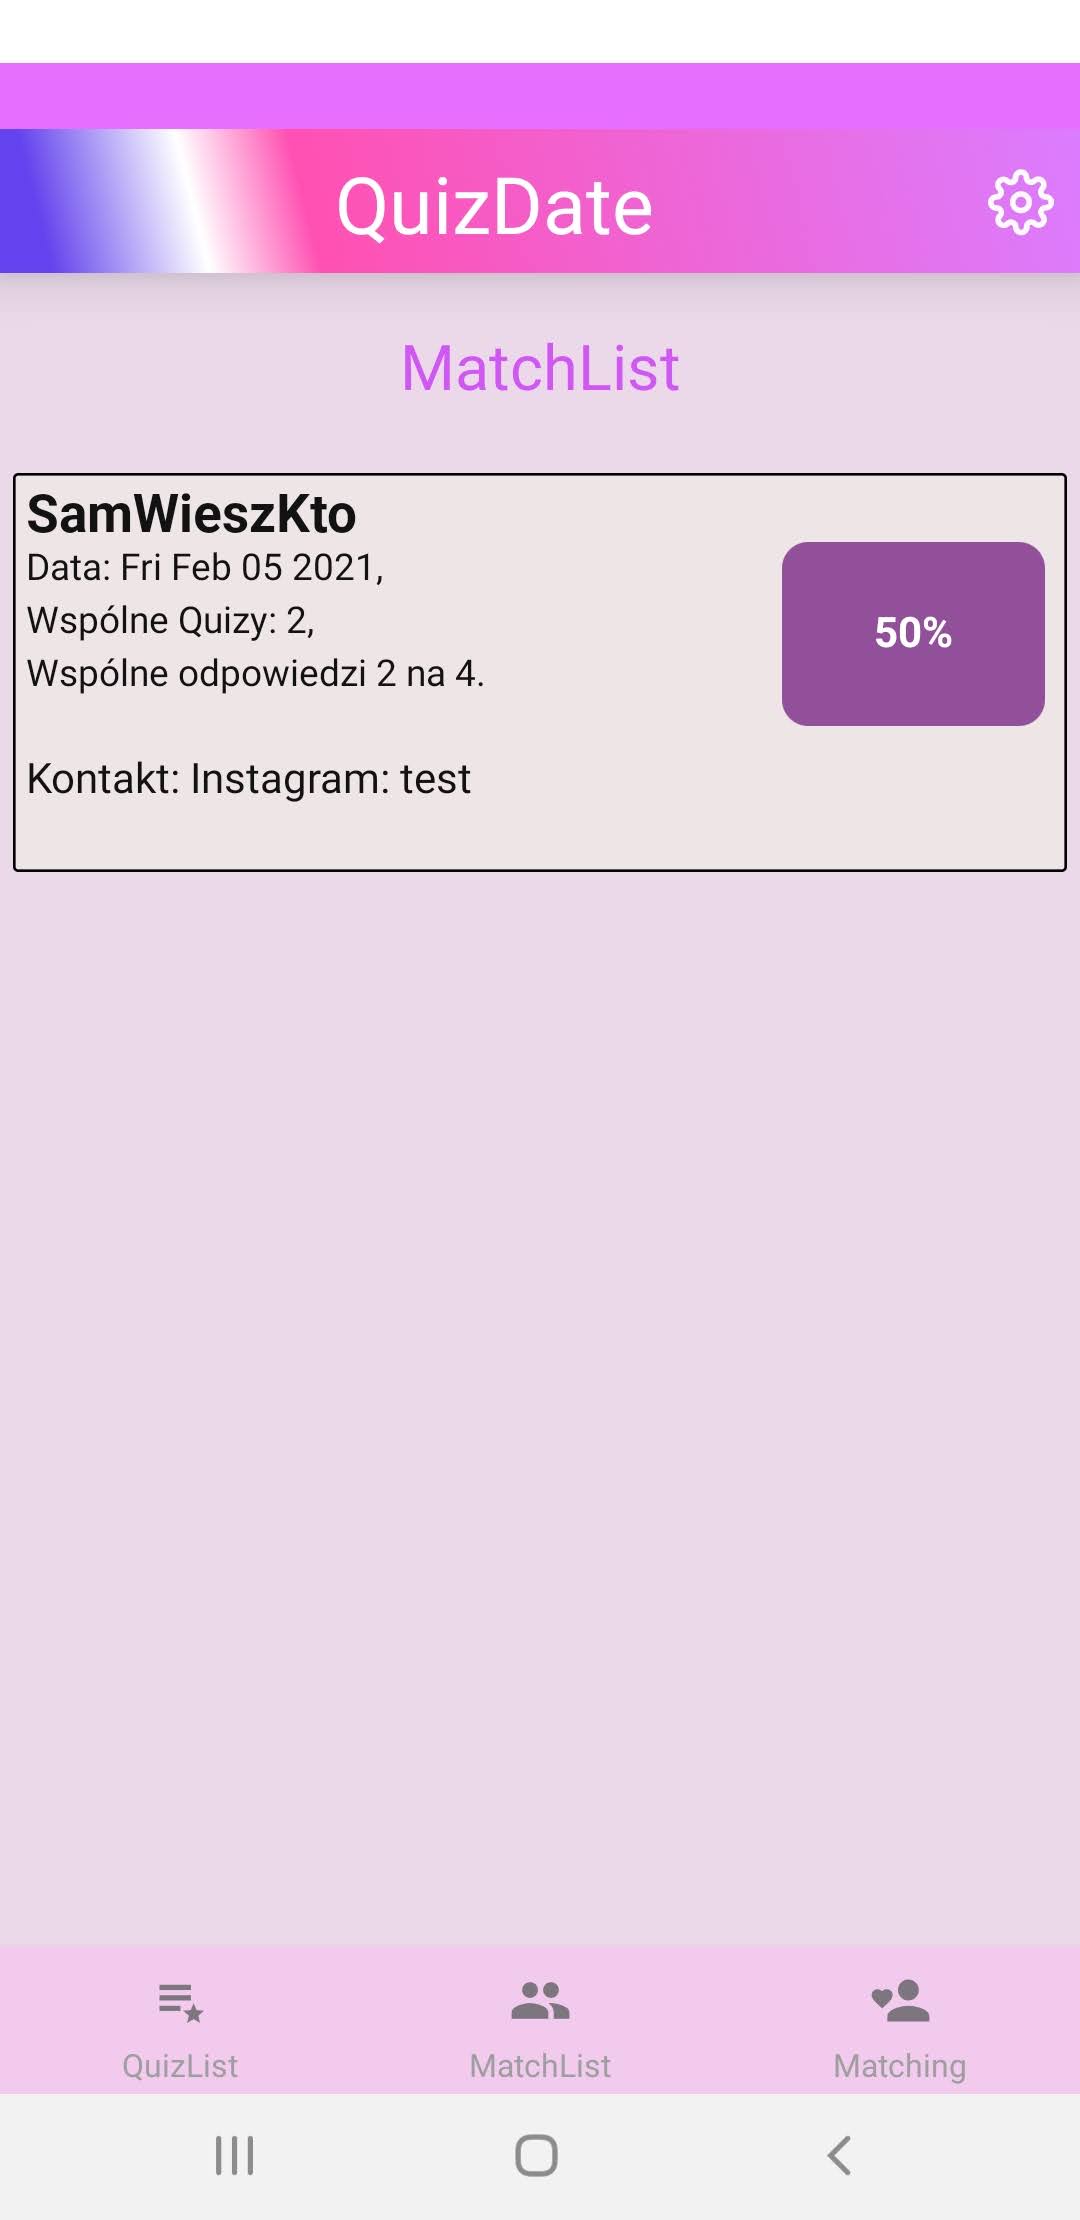 QuizDate
MatchList
SamWieszKto
Data: Fri Feb 05 2021,
Wspólne Quizy: 2,
Wspólne odpowiedzi 2 na 4.
50%
Kontakt: Instagram: test
QuizList
MatchList
Matching